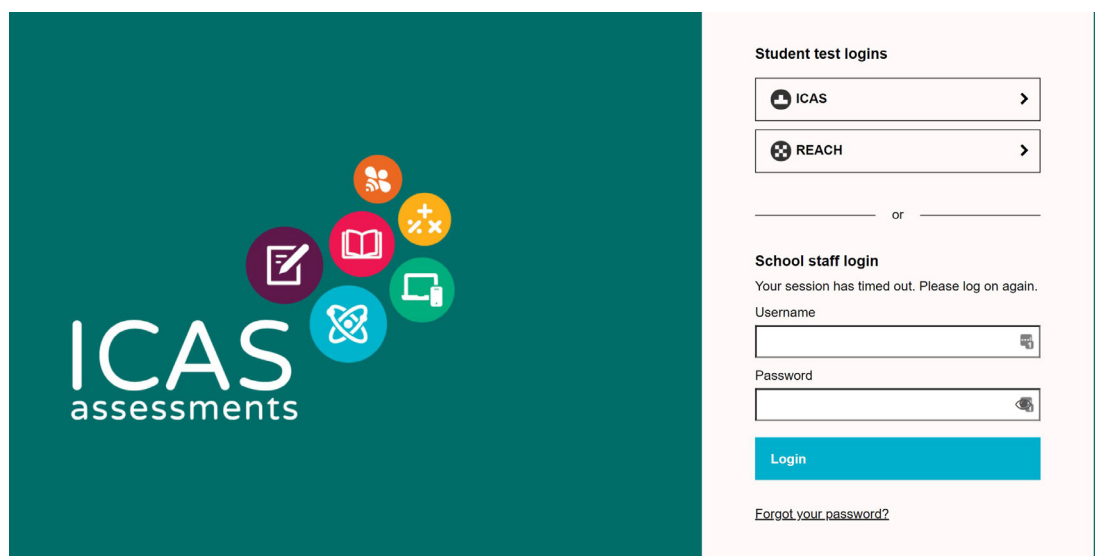 ICAS
assessments
Student test logins
ICAS
REACH
or
School staff login
Your session has timed out. Please log on again.
Username
Password
Login
Forgot your password?